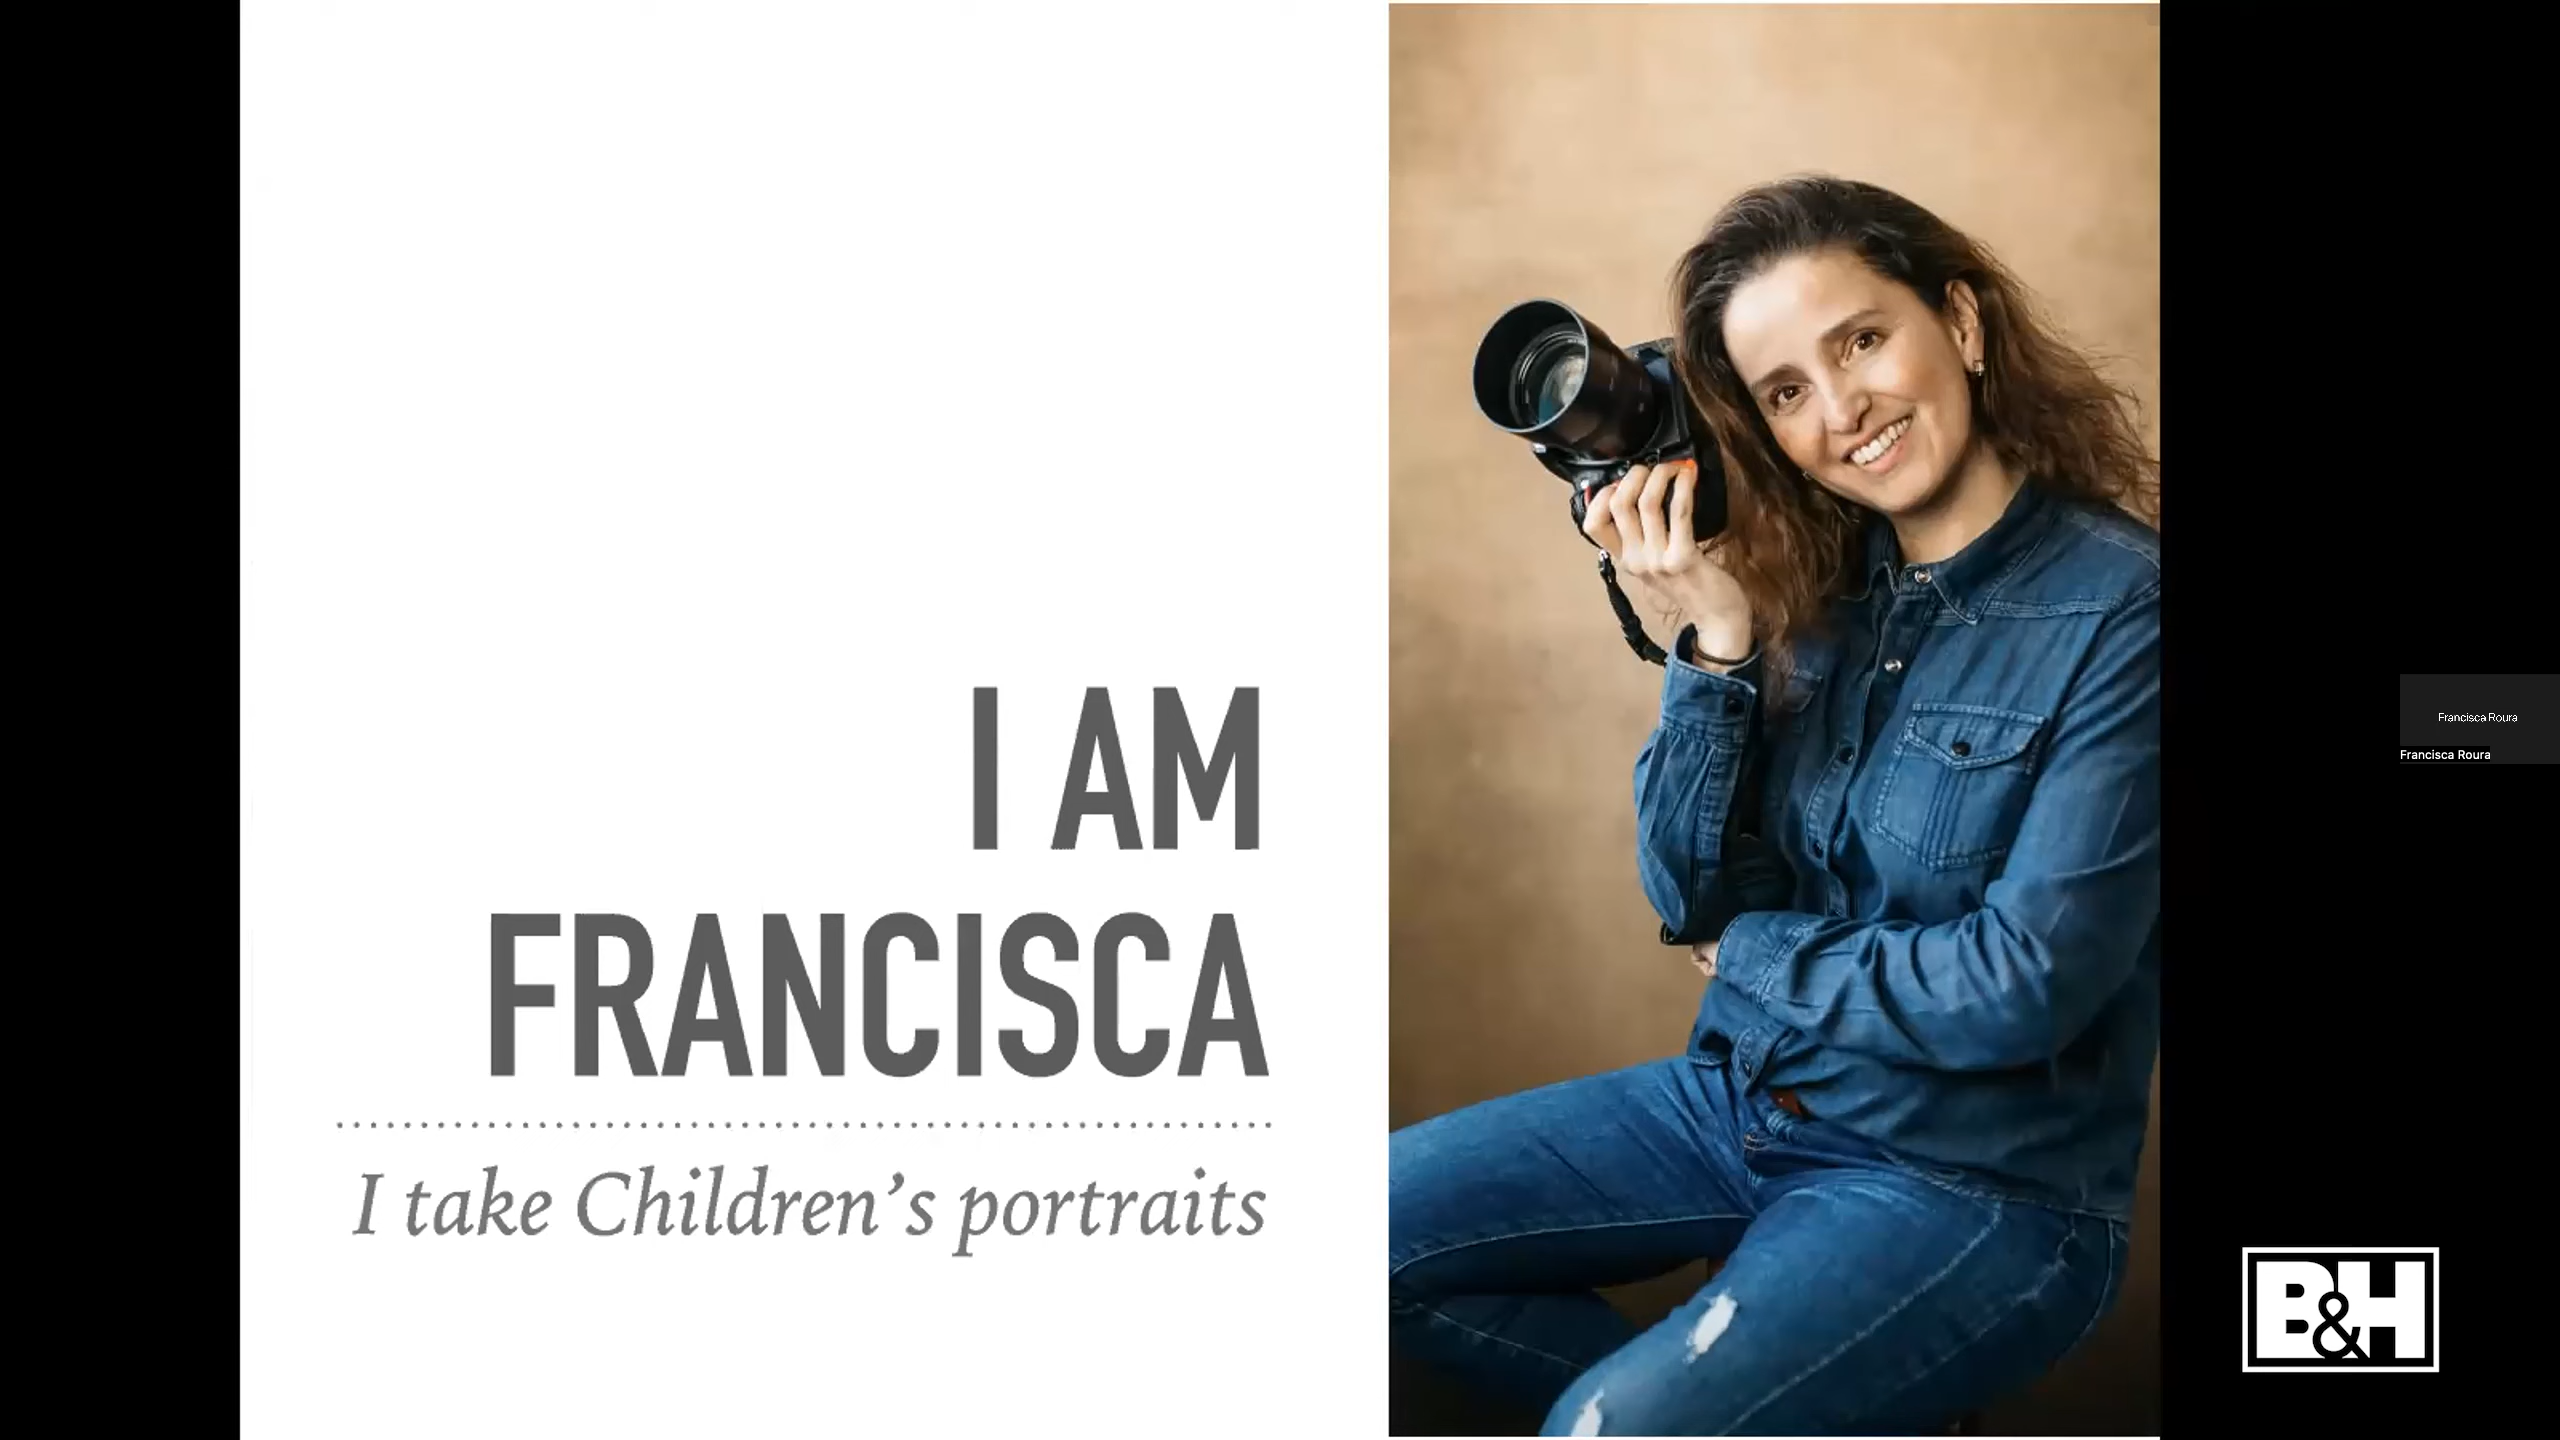 I AM
FRANCISCA
I take Children’s portraits
Francisca Roura
Francisca Roura
B&H